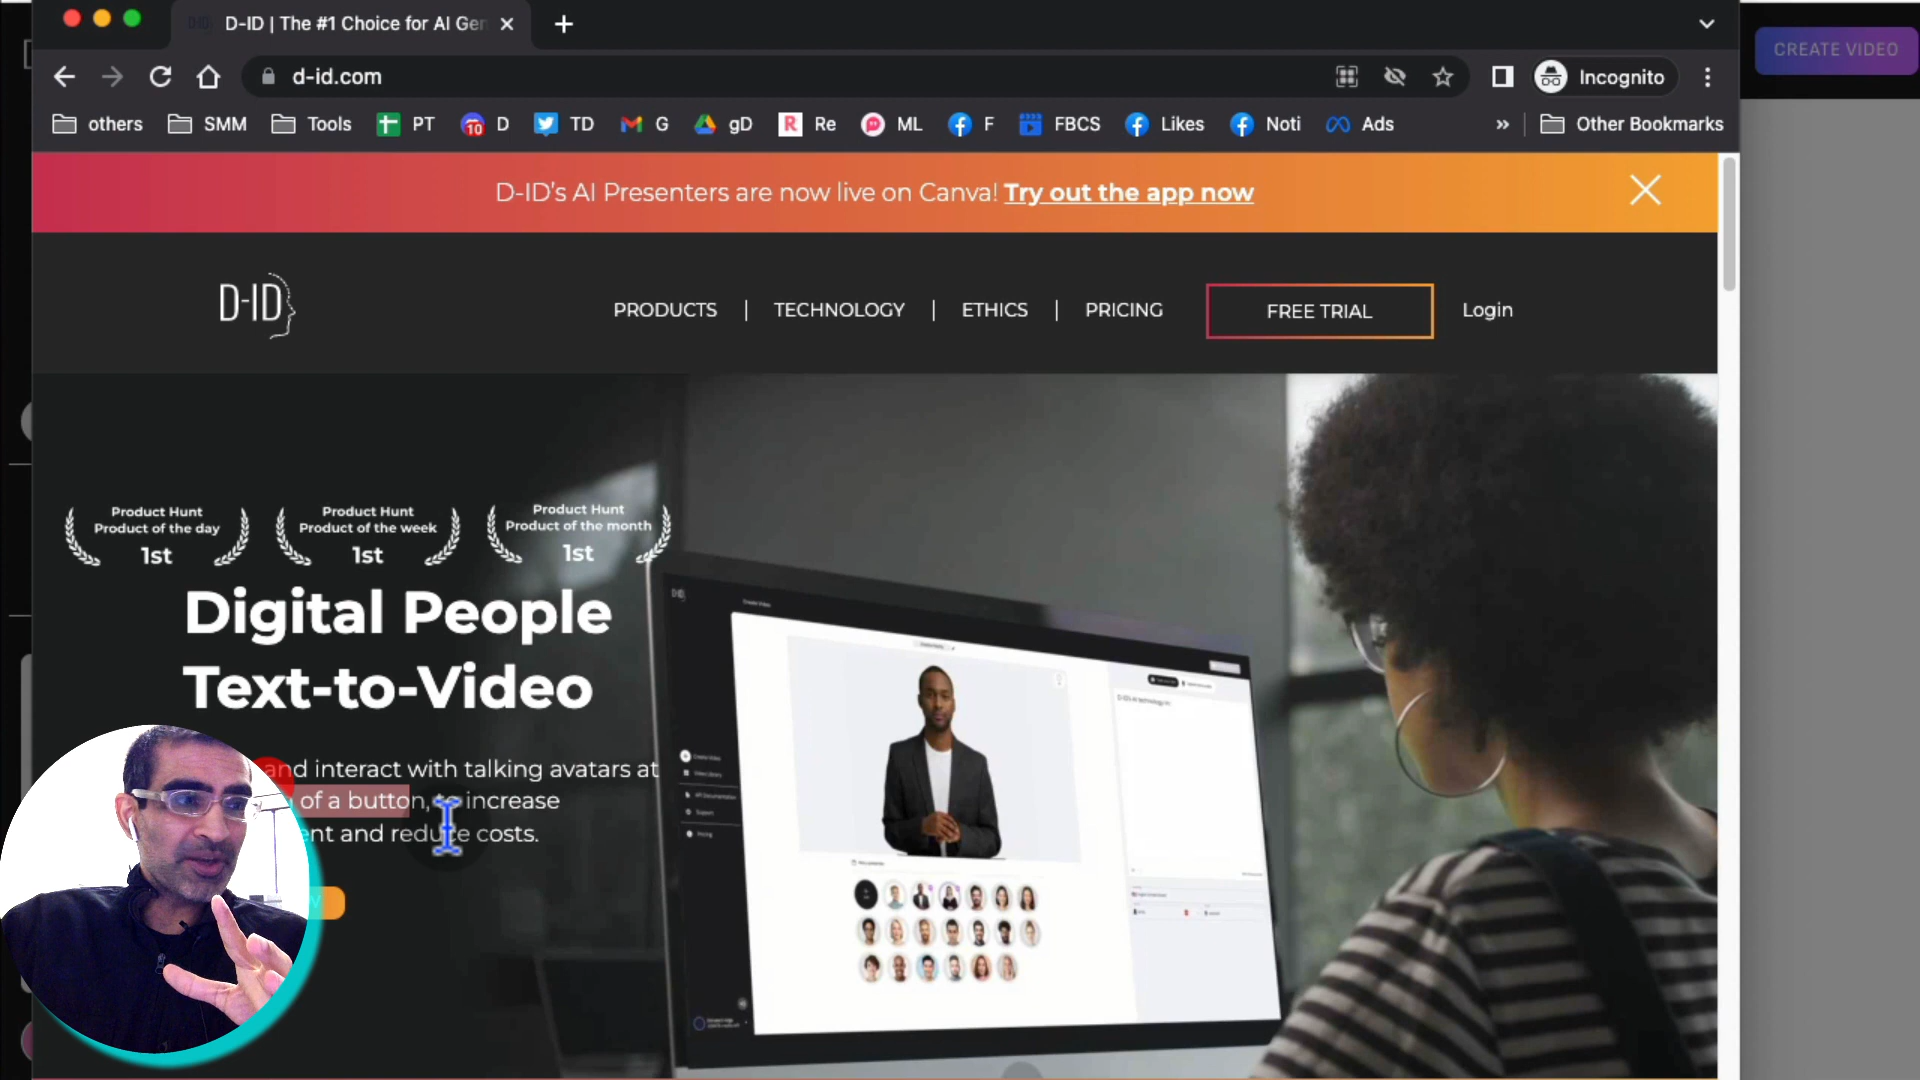 D-ID | The #1 Choice for AI Gen
CREATE VIDEO
d-id.com
Incognito
others SMM Tools PT 10 D TD G gD Re ML F FBCS Likes Noti Ads » Other Bookmarks
D-ID's AI Presenters are now live on Canva! Try out the app now
D-ID
PRODUCTS | TECHNOLOGY | ETHICS | PRICING FREE TRIAL Login
Product Hunt
Product of the day
1st
Product Hunt
Product of the week
1st
Product Hunt
Product of the month
1st
Digital People
Text-to-Video
and interact with talking avatars at
of a button, to increase
and reduce costs.